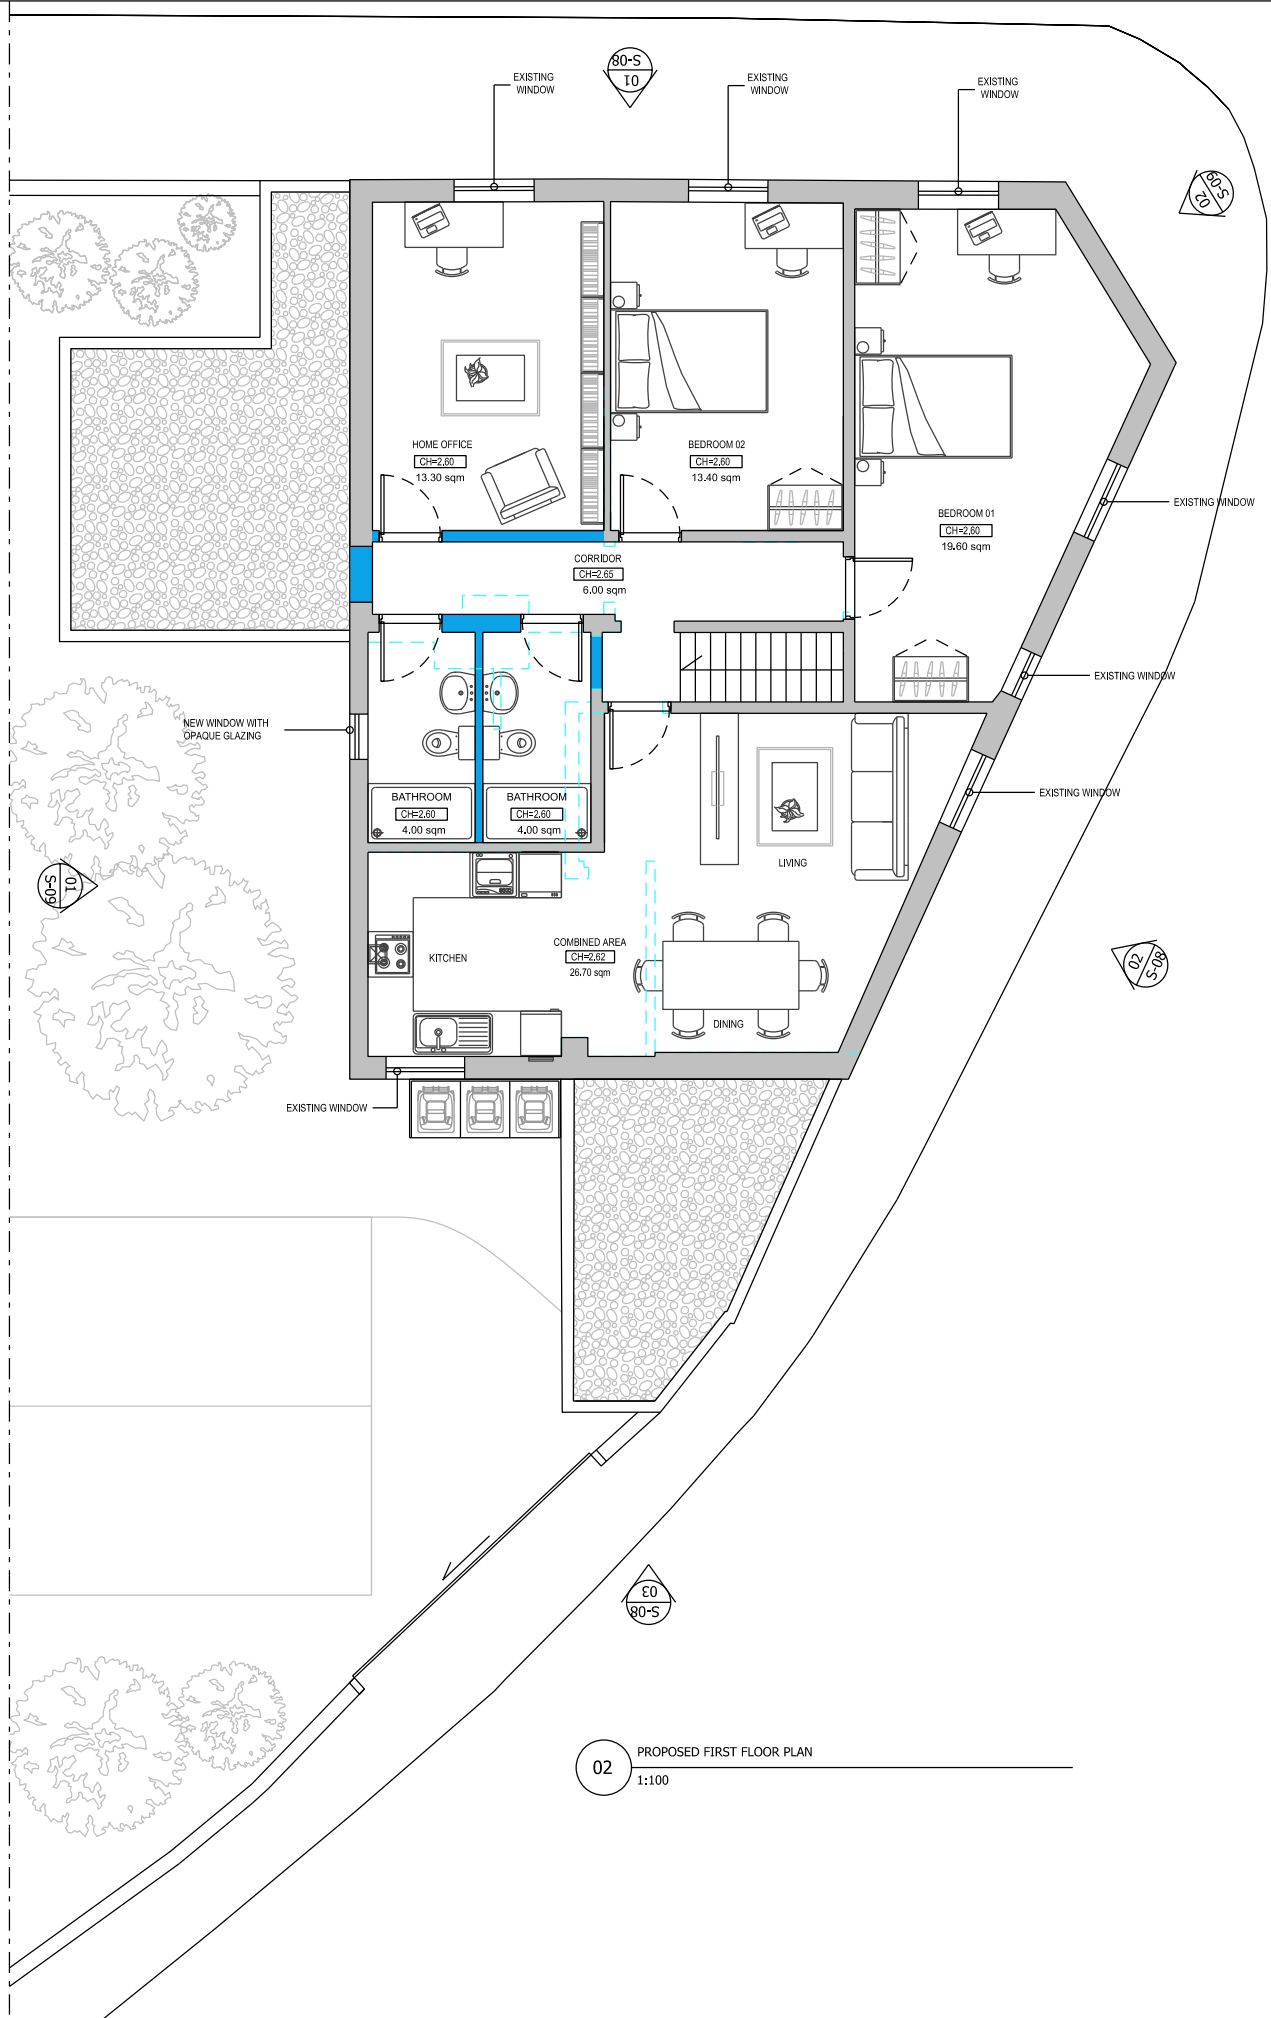 S-08
01
EXISTING
WINDOW
EXISTING
WINDOW
EXISTING
WINDOW
S-09
02
HOME OFFICE
CH=2.60
13.30 sqm
BEDROOM 02
CH=2.60
13.40 sqm
BEDROOM 01
CH=2.60
19.60 sqm
EXISTING WINDOW
CORRIDOR
CH=2.65
6.00 sqm
EXISTING WINDOW
NEW WINDOW WITH
OPAQUE GLAZING
EXISTING WINDOW
BATHROOM
CH=2.60
4.00 sqm
BATHROOM
CH=2.60
4.00 sqm
LIVING
01
S-09
KITCHEN
COMBINED AREA
CH=2.62
26.70 sqm
02
S-08
DINING
EXISTING WINDOW
03
S-08
02
PROPOSED FIRST FLOOR PLAN
1:100